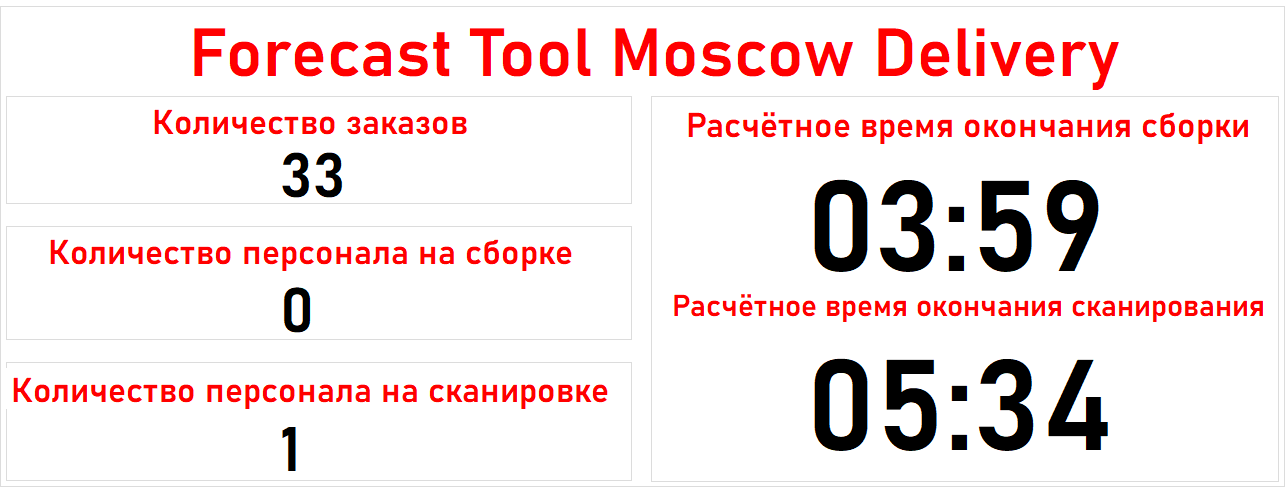 Forecast Tool Moscow Delivery
Количество заказов
33
Количество персонала на сборке
0
Количество персонала на сканировке
1
Расчётное время окончания сборки
03:59
Расчётное время окончания сканирования
05:34